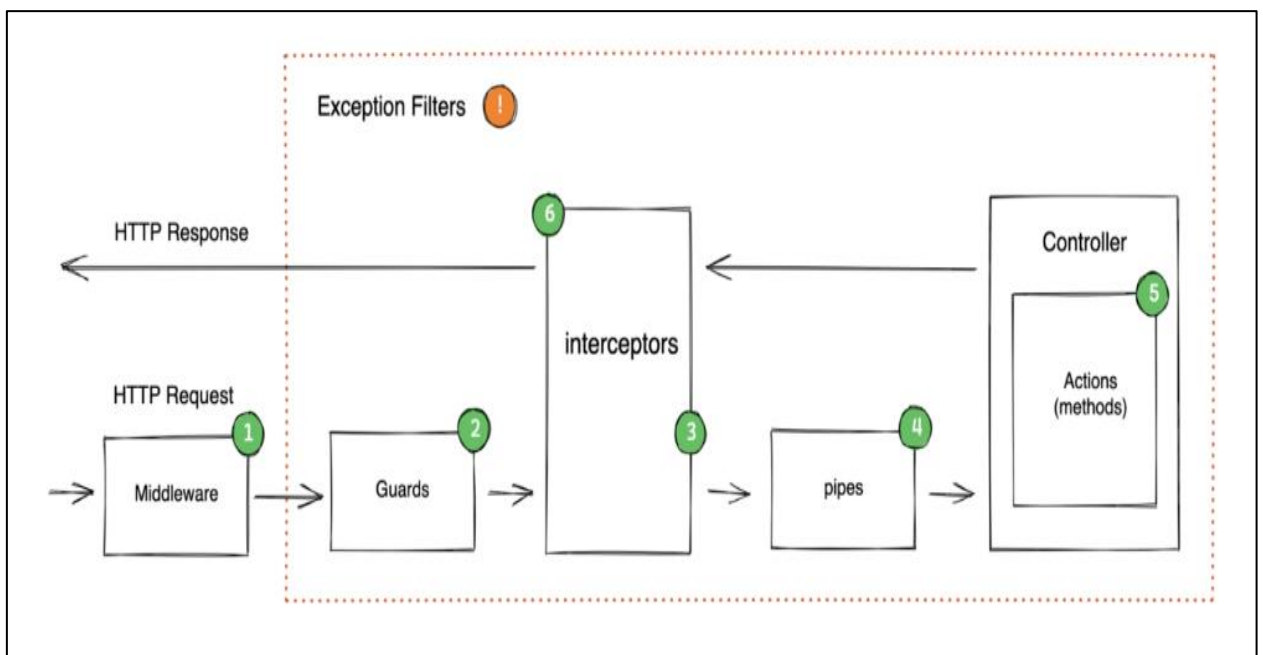 Exception Filters !
6
HTTP Response
Controller
5
interceptors
Actions
(methods)
HTTP Request
1
2
3
4
Middleware
Guards
pipes